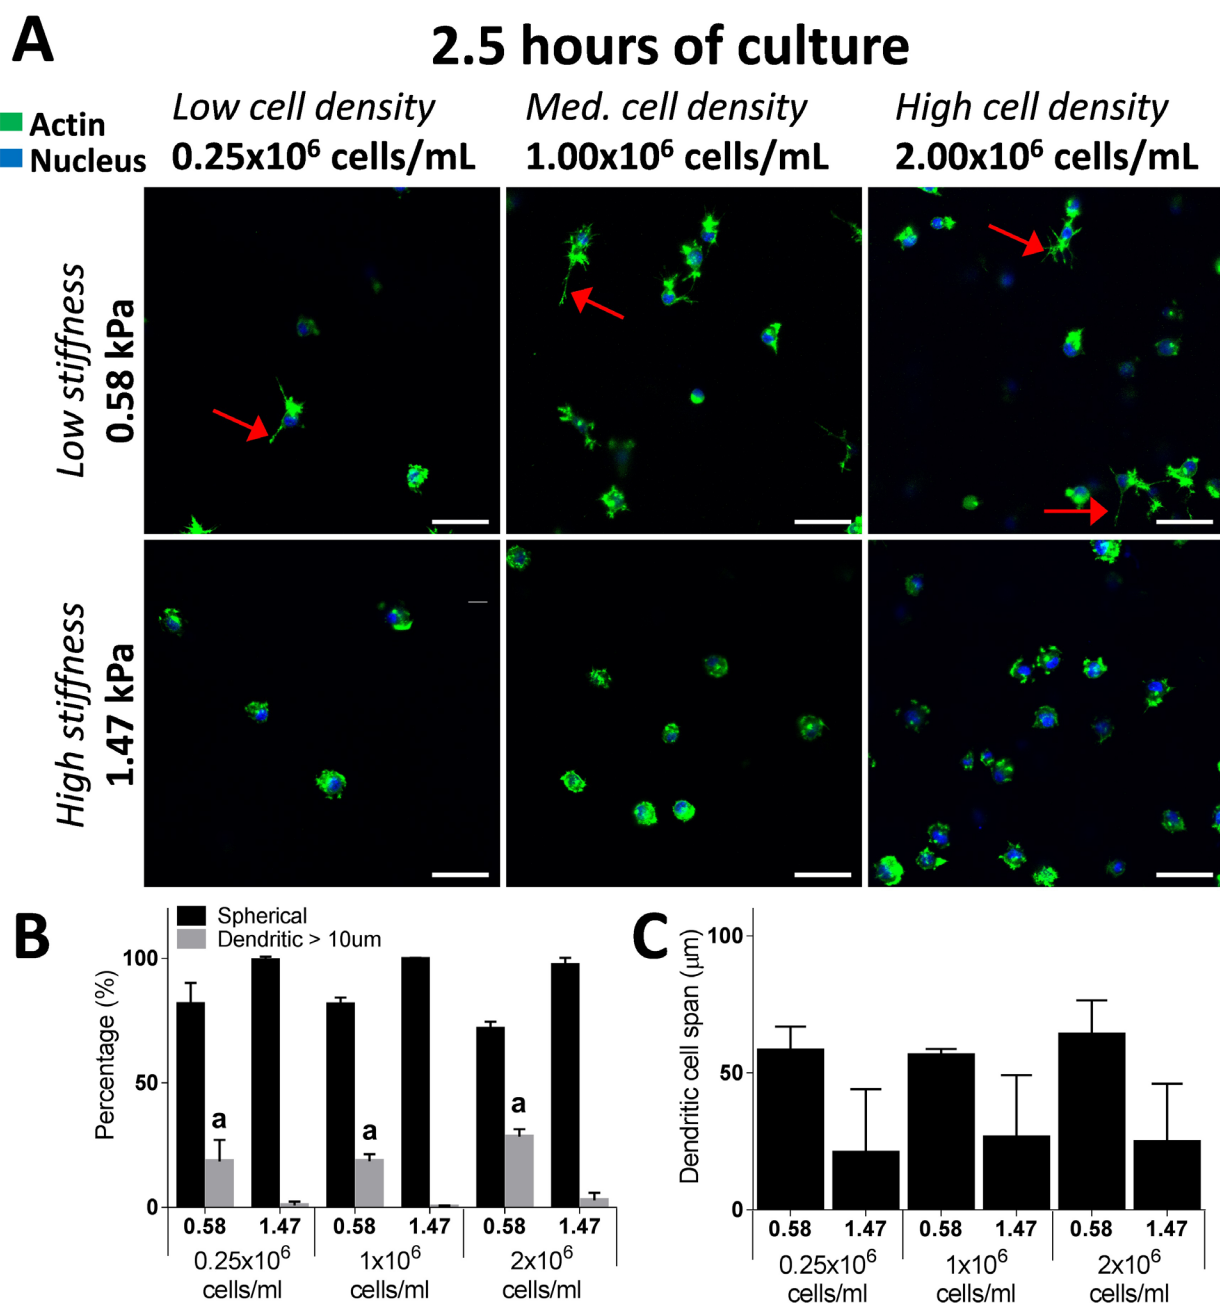 A
2.5 hours of culture
Low cell density
Med. cell density
High cell density
Actin
Nucleus
0.25x10⁶ cells/mL
1.00x10⁶ cells/mL
2.00x10⁶ cells/mL
Low stiffness
0.58 kPa
High stiffness
1.47 kPa
B
Spherical
Dendritic > 10um
Percentage (%)
100
50
0
a
a
a
0.58
1.47
0.58
1.47
0.58
1.47
0.25x10⁶
cells/ml
1x10⁶
cells/ml
2x10⁶
cells/ml
C
Dendritic cell span (μm)
100
50
0
0.58
1.47
0.58
1.47
0.58
1.47
0.25x10⁶
cells/ml
1x10⁶
cells/ml
2x10⁶
cells/ml